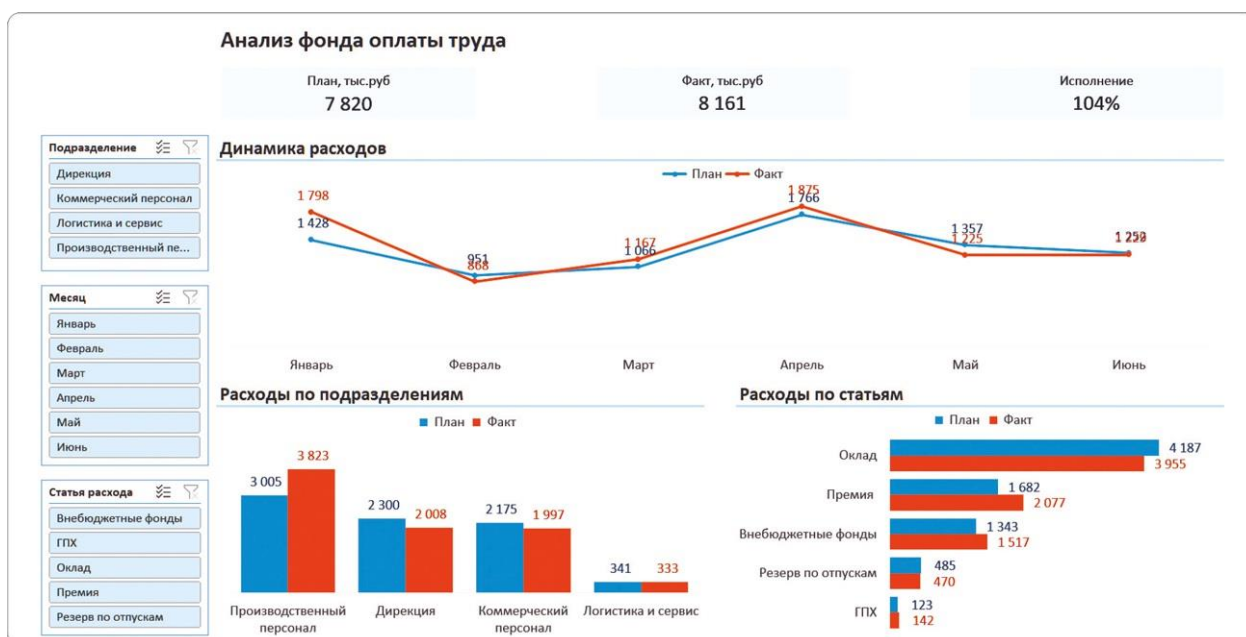 Анализ фонда оплаты труда
План, тыс.руб
7 820
Факт, тыс.руб
8 161
Исполнение
104%
Подразделение
Дирекция
Коммерческий персонал
Логистика и сервис
Производственный пе...
Месяц
Январь
Февраль
Март
Апрель
Май
Июнь
Статья расхода
Внебюджетные фонды
ГПХ
Оклад
Премия
Резерв по отпускам
Динамика расходов
План Факт
1 798
1 428
951
868
1 167
1 066
1 875
1 766
1 357
1 225
Январь Февраль Март Апрель Май Июнь
Расходы по подразделениям
План Факт
3 005 3 823
2 300 2 008
2 175 1 997
341 333
Производственный
персонал
Дирекция
Коммерческий
персонал
Логистика и сервис
Расходы по статьям
План Факт
Оклад
4 187
3 955
Премия
1 682
2 077
Внебюджетные фонды
1 343
1 517
Резерв по отпускам
485
470
ГПХ
123
142